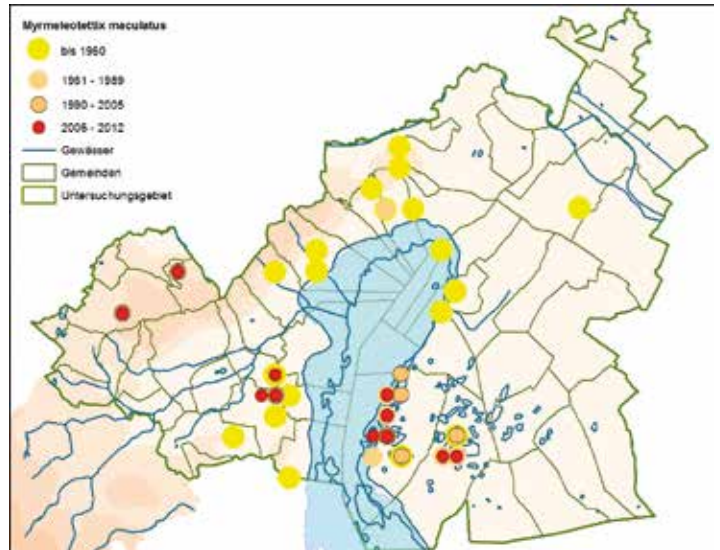 Myrmeleotettix maculatus
bis 1960
1961 - 1989
1990 - 2005
2006 - 2012
Gewässer
Gemeinden
Untersuchungsgebiet